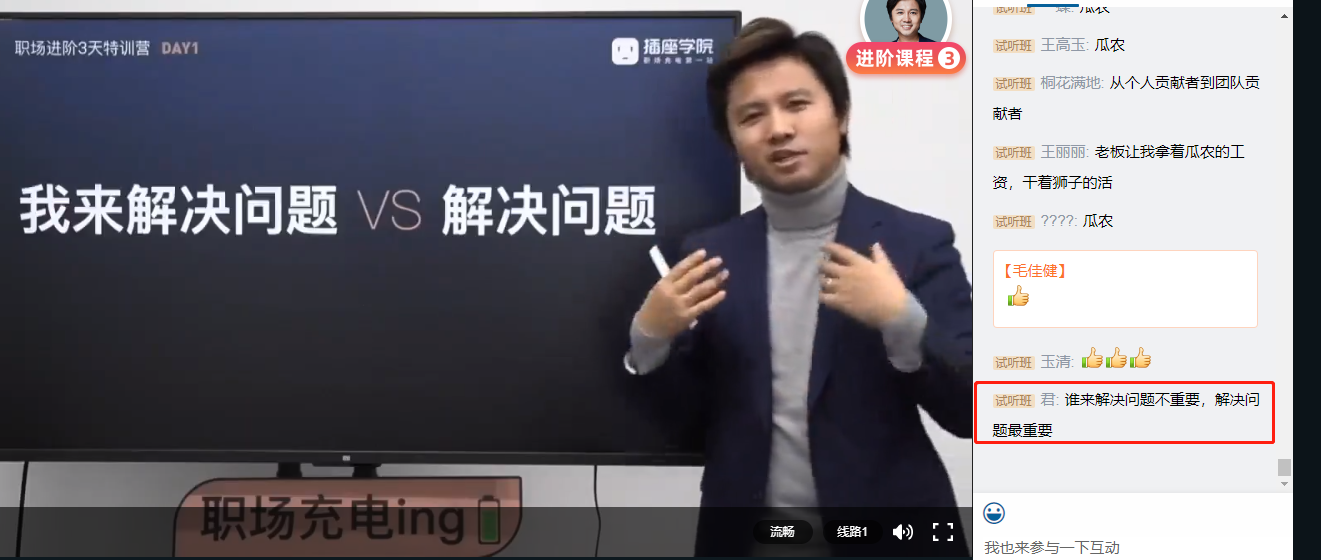 职场进阶3天特训营 DAY1
插座学院
职场充电第一站
进阶课程3
我来解决问题 VS 解决问题
职场充电ing
流畅
线路1
瓜农
试听班 王高玉: 瓜农
试听班 桐花满地: 从个人贡献者到团队贡
献者
试听班 王丽丽: 老板让我拿着瓜农的工
资，干着狮子的活
试听班 ????: 瓜农
【毛佳健】
试听班 玉清:
试听班 君: 谁来解决问题不重要，解决问
题最重要
我也来参与一下互动